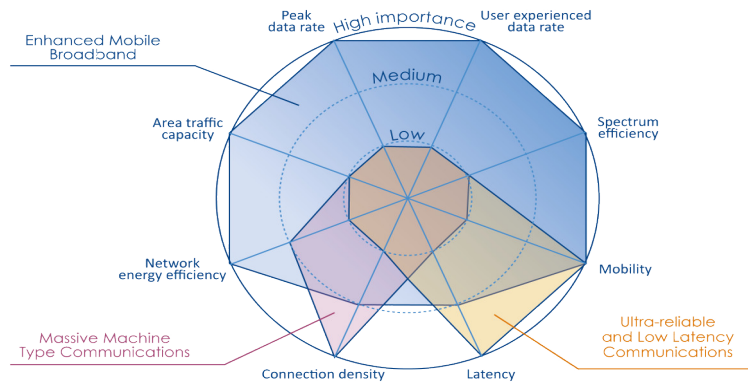 Peak
data rate
High importance
User experienced
data rate
Enhanced Mobile
Broadband
Medium
Area traffic
capacity
Low
Spectrum
efficiency
Network
energy efficiency
Mobility
Massive Machine
Type Communications
Ultra-reliable
and Low Latency
Communications
Connection density
Latency